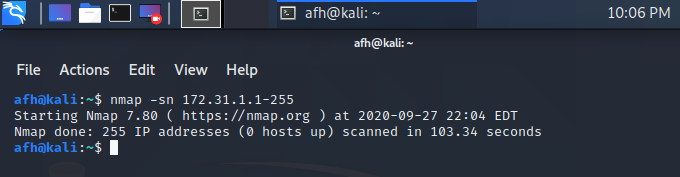 afh@kali: ~
10:06 PM
afh@kali: ~
File Actions Edit View Help
afh@kali:~$ nmap -sn 172.31.1.1-255
Starting Nmap 7.80 ( https://nmap.org ) at 2020-09-27 22:04 EDT
Nmap done: 255 IP addresses (0 hosts up) scanned in 103.34 seconds
afh@kali:~$